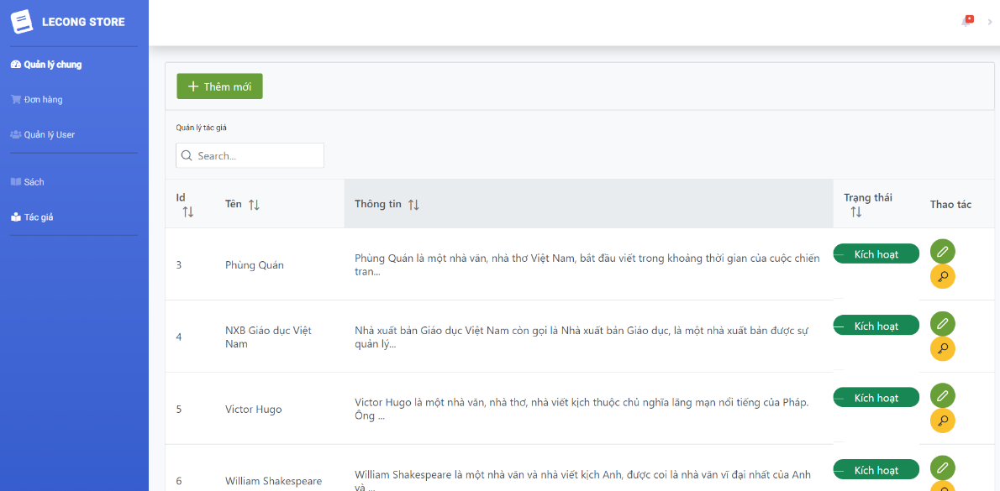 LECONG STORE
Quản lý chung
Đơn hàng
Quản lý User
Sách
Tác giả
Thêm mới
Quản lý tác giả
Search...
Id
Tên
Thông tin
Trạng thái
Thao tác
3
Phùng Quán
Phùng Quán là một nhà văn, nhà thơ Việt Nam, bắt đầu viết trong khoảng thời gian của cuộc chiến
tran...
Kích hoạt
4
NXB Giáo dục Việt
Nam
Nhà xuất bản Giáo dục Việt Nam còn gọi là Nhà xuất bản Giáo dục, là một nhà xuất bản được sự
quản lý...
Kích hoạt
5
Victor Hugo
Victor Hugo là một nhà văn, nhà thơ, nhà viết kịch thuộc chủ nghĩa lãng mạn nổi tiếng của Pháp.
Ông ...
Kích hoạt
6
William Shakespeare
William Shakespeare là một nhà văn và nhà viết kịch Anh, được coi là nhà văn vĩ đại nhất của Anh
và ...
Kích hoạt